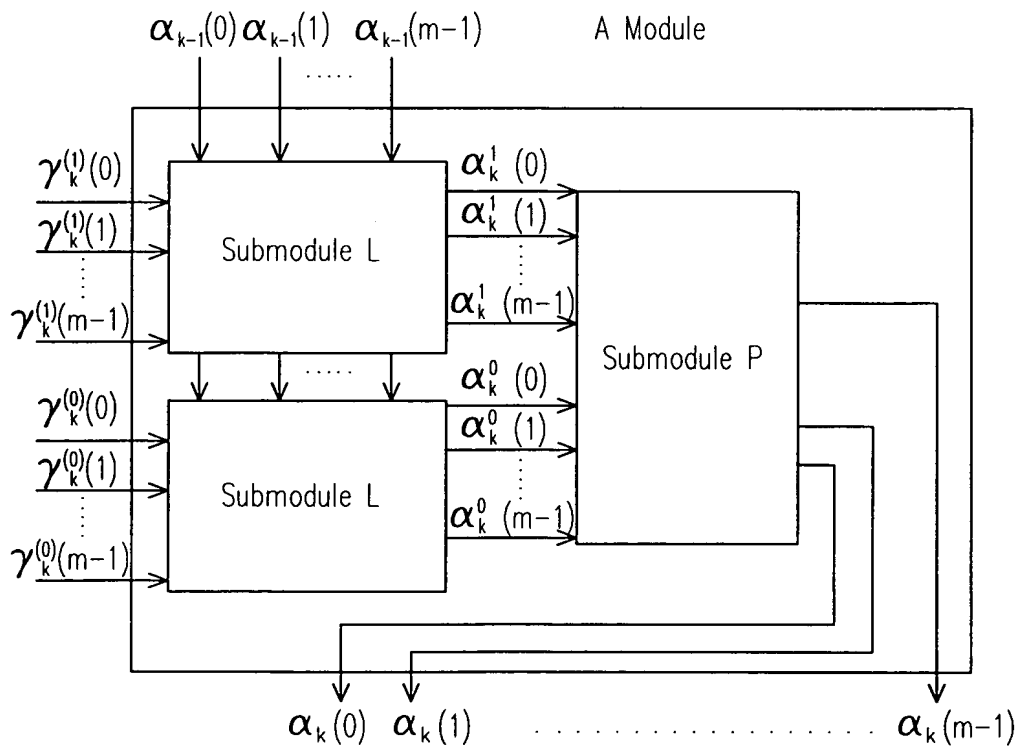 α_{k-1}(0) α_{k-1}(1) α_{k-1}(m-1) A Module
.....
γ_k^{(1)}(0)
γ_k^{(1)}(1)
γ_k^{(1)}(m-1)
Submodule L
α_k^1 (0)
α_k^1 (1)
α_k^1 (m-1)
.....
Submodule P
γ_k^{(0)}(0)
γ_k^{(0)}(1)
γ_k^{(0)}(m-1)
Submodule L
α_k^0 (0)
α_k^0 (1)
α_k^0 (m-1)
α_k(0) α_k(1) . . . . . . . . . . . . . . . . . α_k(m-1)